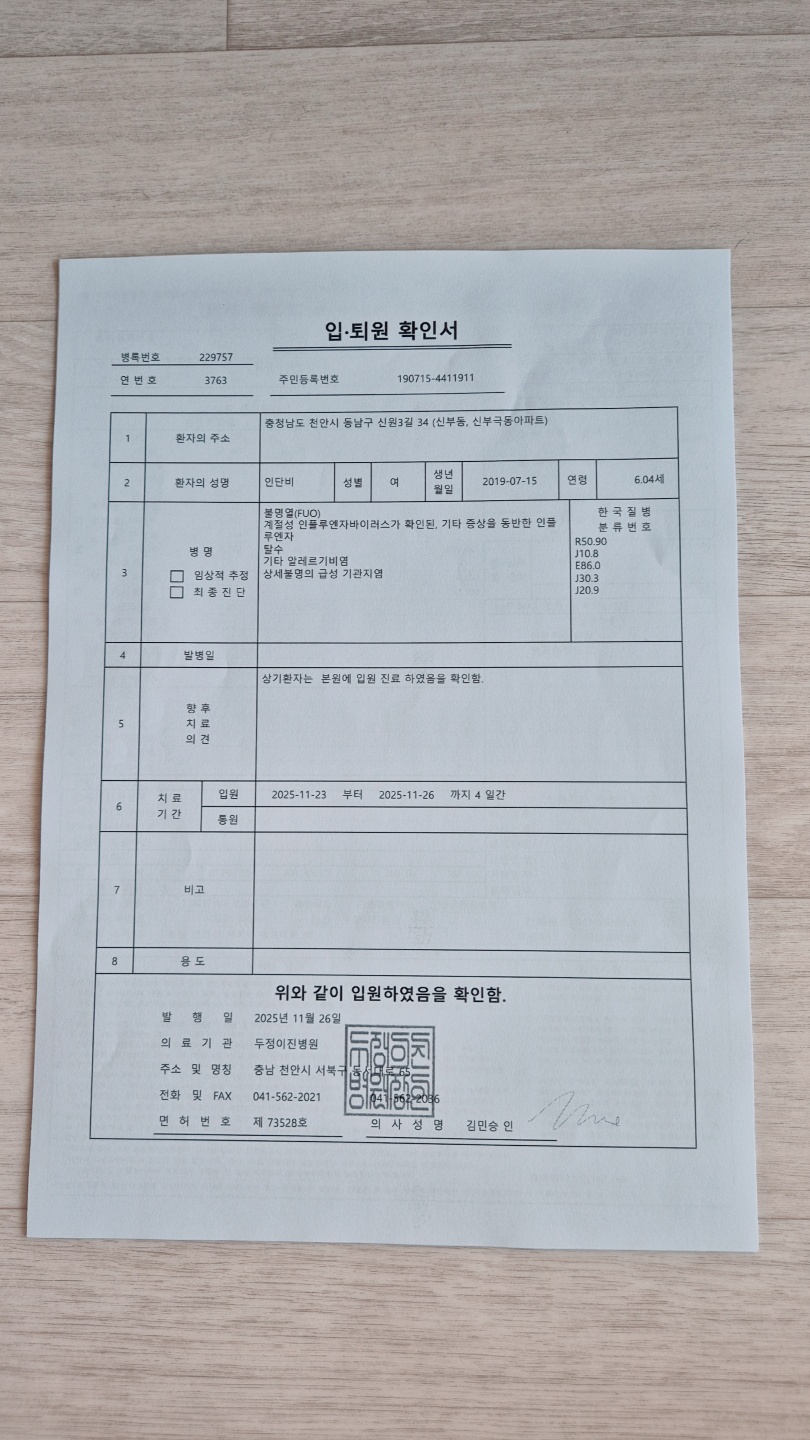 입·퇴원 확인서
병록번호 229757
연 번 호 3763 주민등록번호 190715-4411911
1 환자의 주소 충청남도 천안시 동남구 신원3길 34 (신부동, 신부극동아파트)
2 환자의 성명 인단비 성별 여 생년 월일 2019-07-15 연령 6.04세
3 병 명 □ 임상적 추정 □ 최 종 진 단
불명열(FUO)
계절성 인플루엔자바이러스가 확인된, 기타 증상을 동반한 인플
루엔자
탈수
기타 알레르기비염
상세불명의 급성 기관지염
한 국 질 병
분 류 번 호
R50.90
J10.8
E86.0
J30.3
J20.9
4 발병일
5 향 후 치 료 의 견 상기환자는 본원에 입원 진료 하였음을 확인함.
6 치 료 기 간 입원 2025-11-23 부터 2025-11-26 까지 4 일간
통원
7 비고
8 용 도
위와 같이 입원하였음을 확인함.
발 행 일 2025년 11월 26일
의 료 기 관 두정이진병원
주소 및 명칭 충남 천안시 서북구 동서대로 65
전화 및 FAX 041-562-2021 041-562-2036
면 허 번 호 제 73528호 의 사 성 명 김민승 인